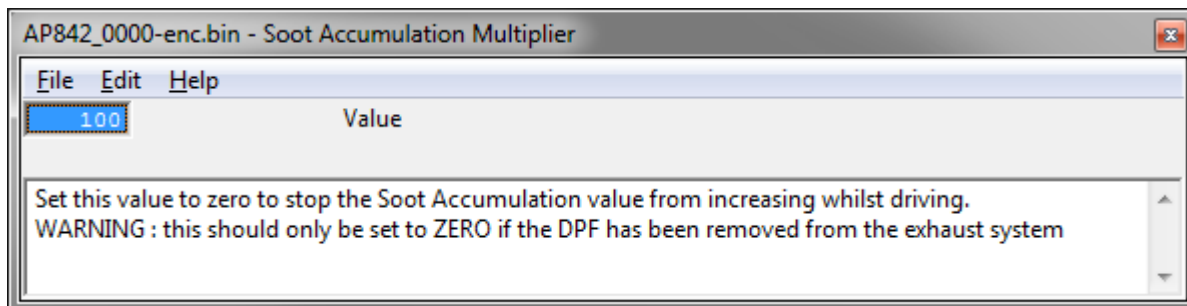 AP842_0000-enc.bin - Soot Accumulation Multiplier
File Edit Help
100 Value
Set this value to zero to stop the Soot Accumulation value from increasing whilst driving.
WARNING : this should only be set to ZERO if the DPF has been removed from the exhaust system